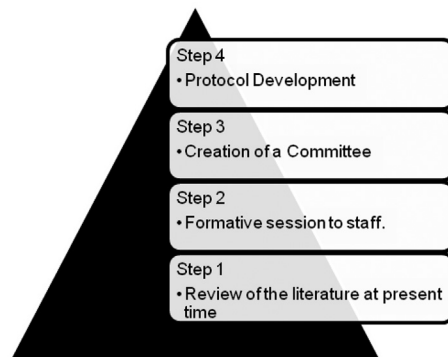 Step 4
• Protocol Development
Step 3
• Creation of a Committee
Step 2
• Formative session to staff.
Step 1
• Review of the literature at present
time